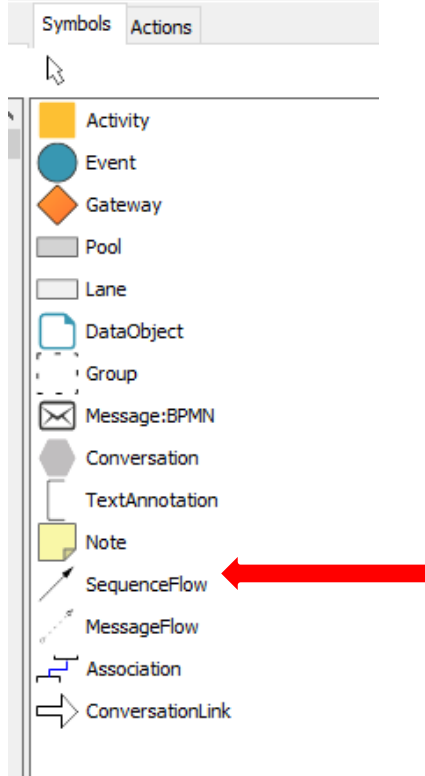 Symbols Actions
Activity
Event
Gateway
Pool
Lane
DataObject
Group
Message:BPMN
Conversation
TextAnnotation
Note
SequenceFlow
MessageFlow
Association
ConversationLink